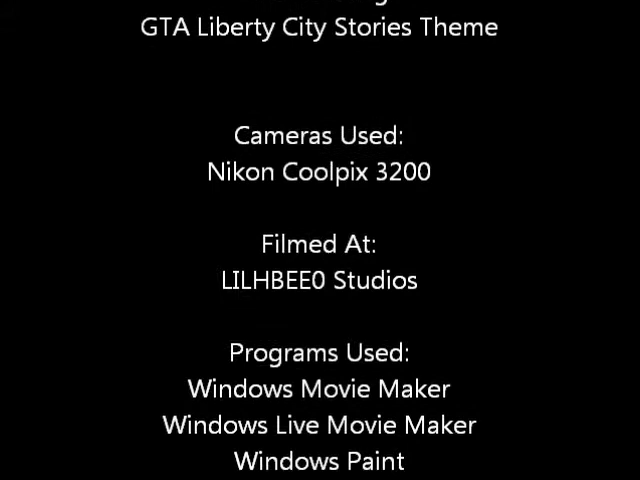 GTA Liberty City Stories Theme
Cameras Used:
Nikon Coolpix 3200
Filmed At:
LILHBEE0 Studios
Programs Used:
Windows Movie Maker
Windows Live Movie Maker
Windows Paint